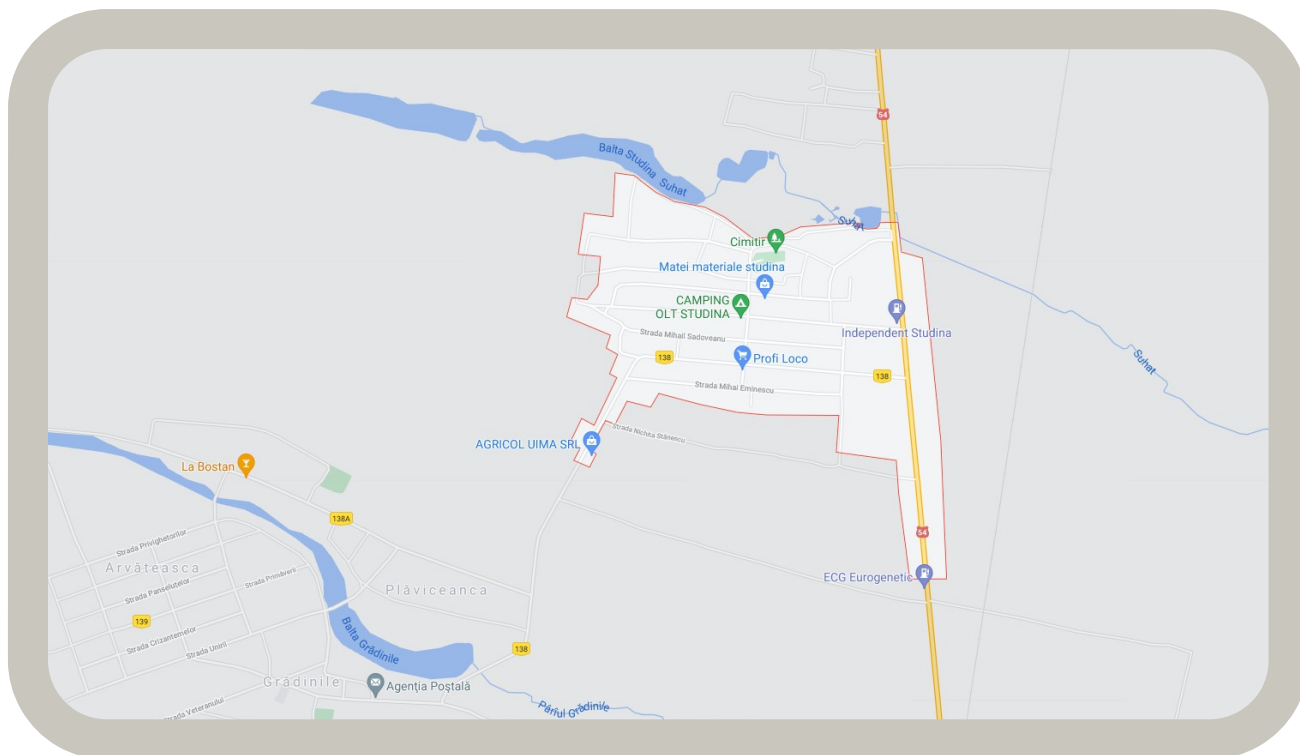 54
Balta Studina
Suhat
Suhat
Cimitir
Matei materiale studina
CAMPING
OLT STUDINA
Independent Studina
Strada Mihail Sadoveanu
138
Profi Loco
138
Suhat
Strada Mihai Eminescu
Strada Nichita Stănescu
AGRICOL UIMA SRL
La Bostan
138A
54
Strada Privighetorilor
Arvăteasca
Strada Panselutelor
Strada Primăverii
Plăviceanca
ECG Eurogenetic
139
Strada Crizantemelor
Strada Unirii
Balta Grădinile
138
Grădinile
Agenția Poștală
Strada Veteranului
Pârîul Grădinile